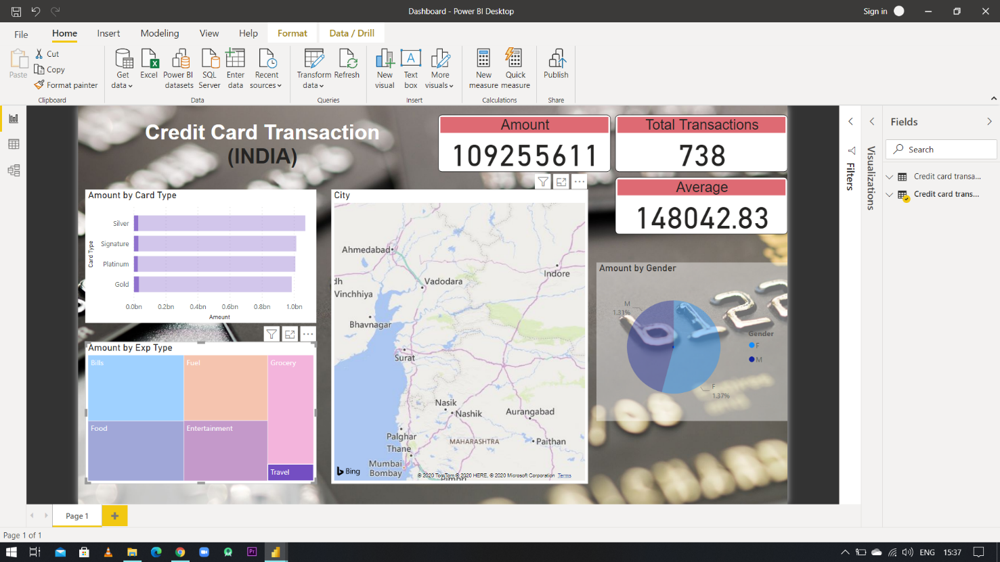 Dashboard - Power BI Desktop
Sign in
File
Home
Insert
Modeling
View
Help
Format
Data / Drill
Paste
Cut
Copy
Format painter
Clipboard
Get
data
Excel
Power BI
datasets
SQL
Server
Enter
data
Recent
sources
Data
Transform
data
Refresh
Queries
New
visual
Text
box
More
visuals
Insert
New
measure
Quick
measure
Calculations
Publish
Share
Credit Card Transaction
(INDIA)
Amount
109255611
Total Transactions
738
Average
148042.83
Amount by Card Type
Card Type
Silver
Signature
Platinum
Gold
0.0bn
0.2bn
0.4bn
0.6bn
0.8bn
1.0bn
Amount
Amount by Exp Type
Bills
Fuel
Grocery
Food
Entertainment
Travel
City
Ahmedabad
Indore
Vadodara
dh
Vinchhiya
Bhavnagar
Surat
Nasik
Nashik
Aurangabad
Palghar
Thane
MAHARASHTRA
Paithan
Mumbai
Bombay
Pimpri
Bing
© 2020 TomTom © 2020 HERE, © 2020 Microsoft Corporation Terms
Amount by Gender
M
1.31%
Gender
F
M
F
1.37%
Filters
Visualizations
Fields
Search
Credit card transa...
Credit card trans...
Page 1
Page 1 of 1
Pr
ENG
15:37